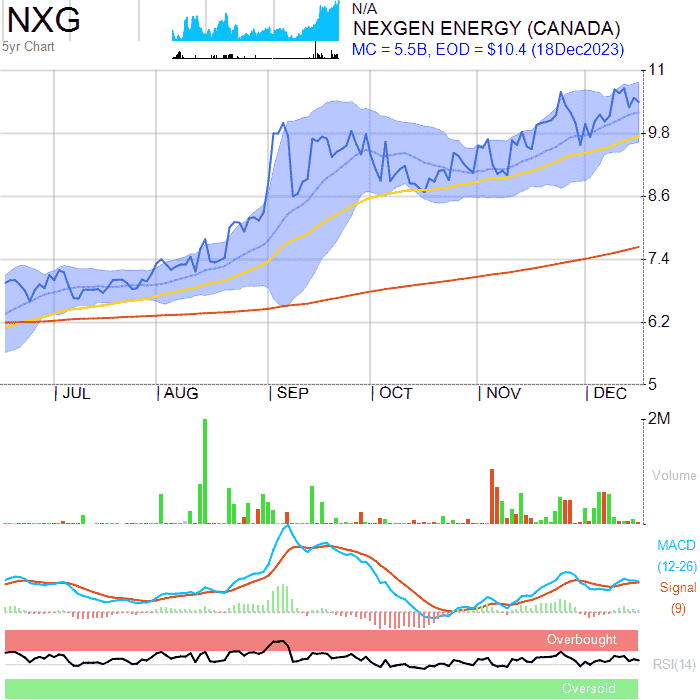 NXG
5yr Chart
N/A
NEXGEN ENERGY (CANADA)
MC = 5.5B, EOD = $10.4 (18Dec2023)
11
9.8
8.6
7.4
6.2
5
JUL AUG SEP OCT NOV DEC
2M
Volume
MACD
(12-26)
Signal
(9)
Overbought
RSI(14)
Oversold